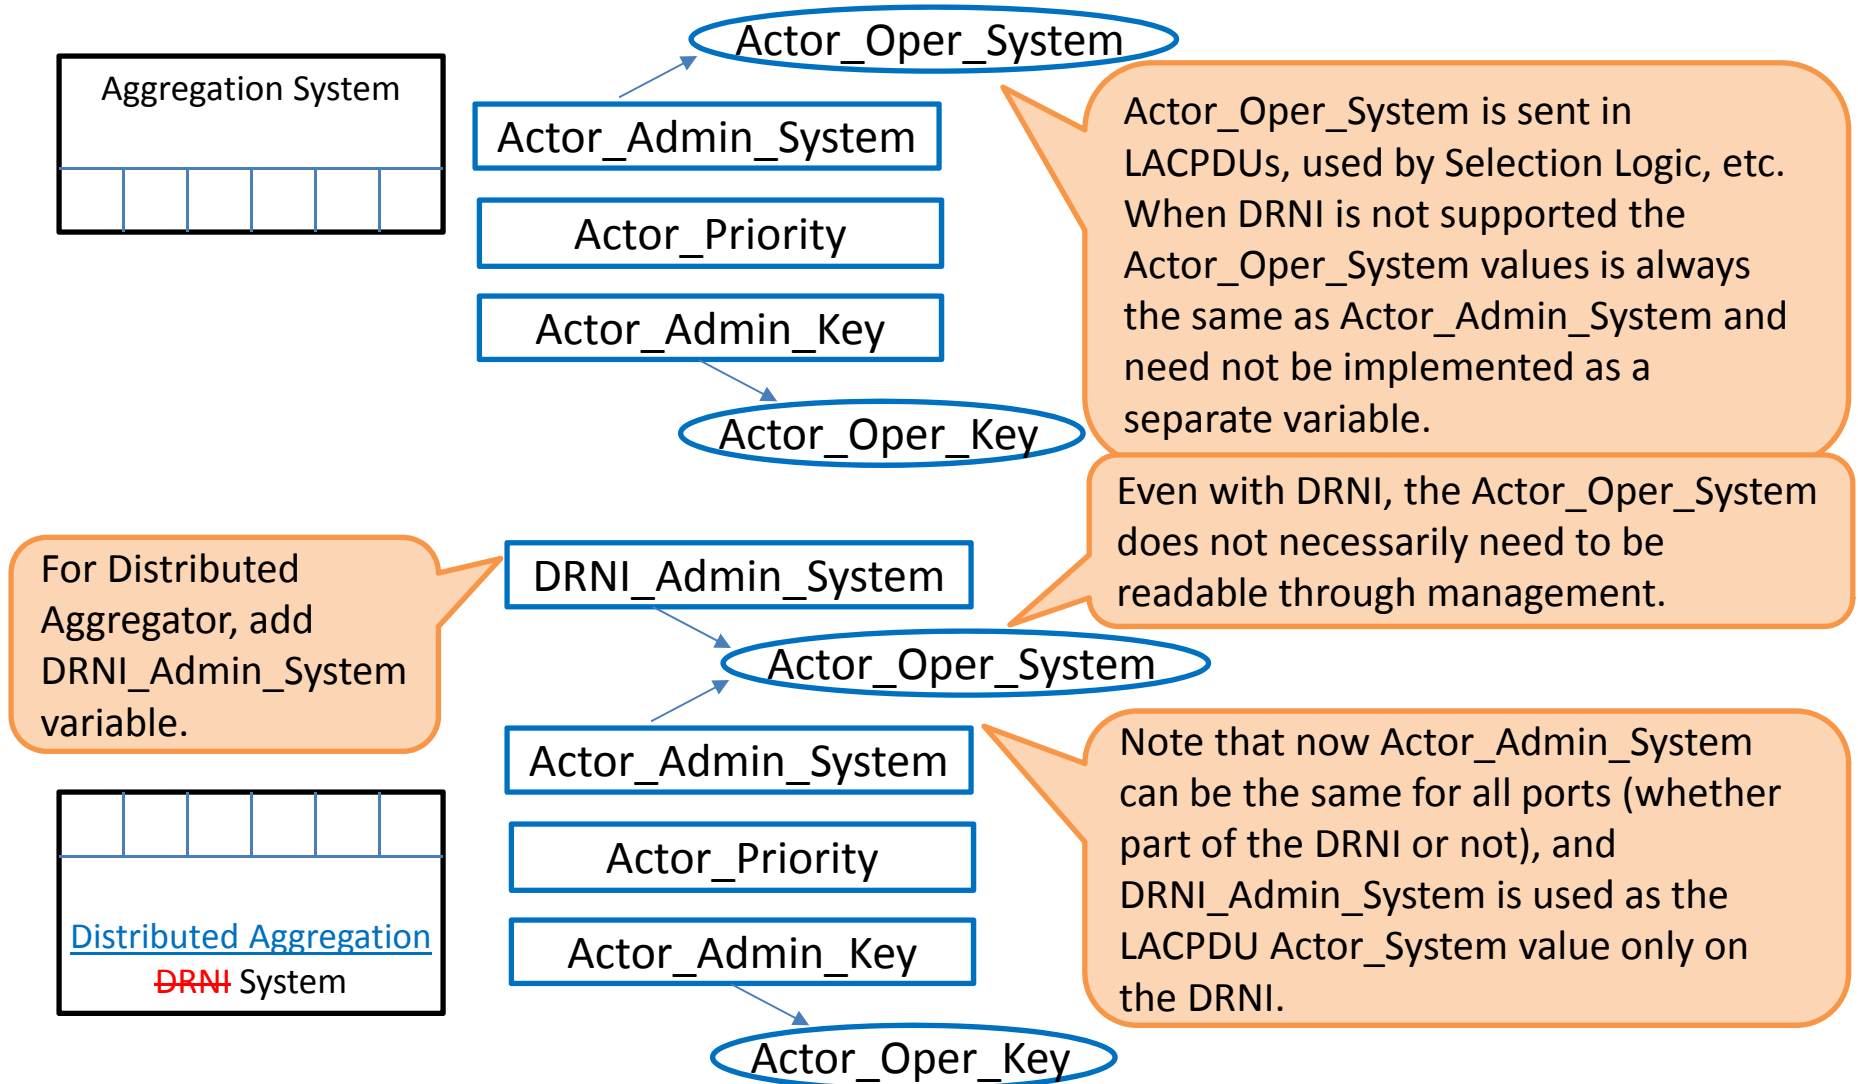 Actor_Oper_System
Aggregation System
Actor_Admin_System
Actor_Priority
Actor_Admin_Key
Actor_Oper_Key
Actor_Oper_System is sent in
LACPDUs, used by Selection Logic, etc.
When DRNI is not supported the
Actor_Oper_System values is always
the same as Actor_Admin_System and
need not be implemented as a
separate variable.
Even with DRNI, the Actor_Oper_System
does not necessarily need to be
readable through management.
For Distributed
Aggregator, add
DRNI_Admin_System
variable.
DRNI_Admin_System
Actor_Oper_System
Actor_Admin_System
Actor_Priority
Actor_Admin_Key
Actor_Oper_Key
Note that now Actor_Admin_System
can be the same for all ports (whether
part of the DRNI or not), and
DRNI_Admin_System is used as the
LACPDU Actor_System value only on
the DRNI.
Distributed Aggregation
DRNI System